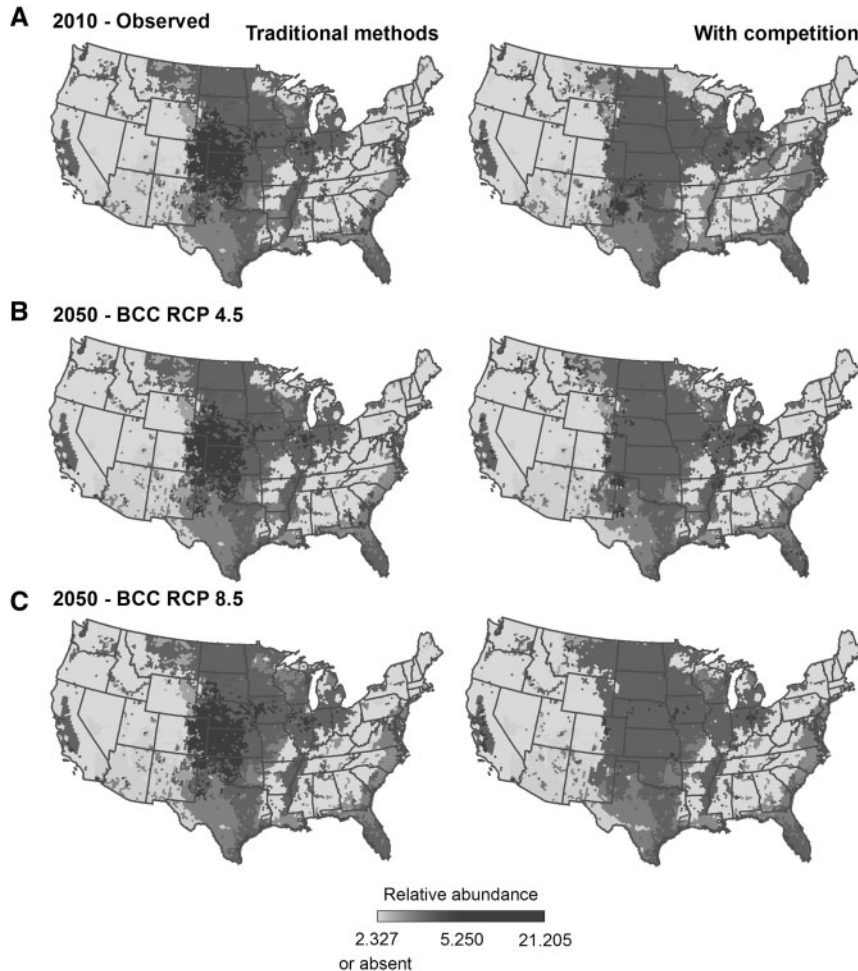 A 2010 - Observed
Traditional methods
With competition
B 2050 - BCC RCP 4.5
C 2050 - BCC RCP 8.5
Relative abundance
2.327 5.250 21.205
or absent